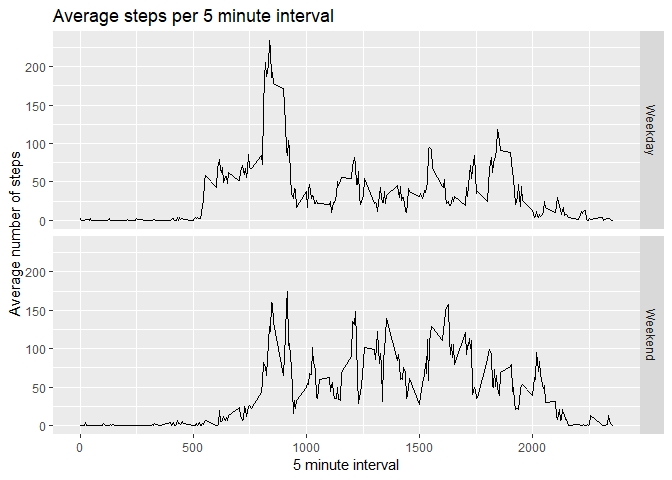 Average steps per 5 minute interval
Average number of steps
200
150
100
50
0
Weekday
200
150
100
50
0
Weekend
0 500 1000 1500 2000
5 minute interval